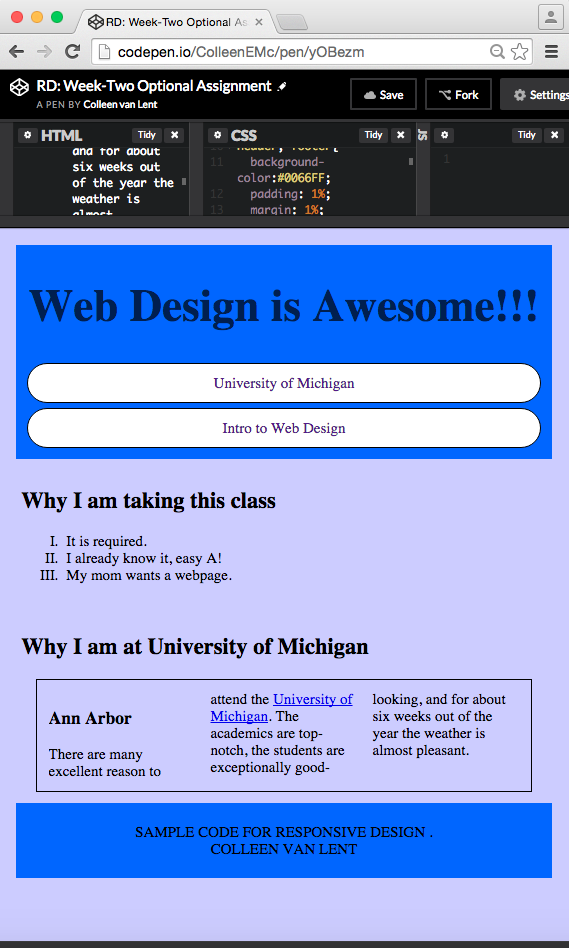 RD: Week-Two Optional As
codepen.io/ColleenEMc/pen/yOBezm
RD: Week-Two Optional Assignment
A PEN BY Colleen van Lent
Save
Fork
Settings
HTML
Tidy
and for about
six weeks out
of the year the
weather is
almost
CSS
Tidy
header, footer{
11 background-
color:#0066FF;
12 padding: 1%;
13 margin: 1%;
JS
Tidy
1
Web Design is Awesome!!!
University of Michigan
Intro to Web Design
Why I am taking this class
I. It is required.
II. I already know it, easy A!
III. My mom wants a webpage.
Why I am at University of Michigan
Ann Arbor
There are many
excellent reason to
attend the University of
Michigan. The
academics are top-
notch, the students are
exceptionally good-
looking, and for about
six weeks out of the
year the weather is
almost pleasant.
SAMPLE CODE FOR RESPONSIVE DESIGN .
COLLEEN VAN LENT